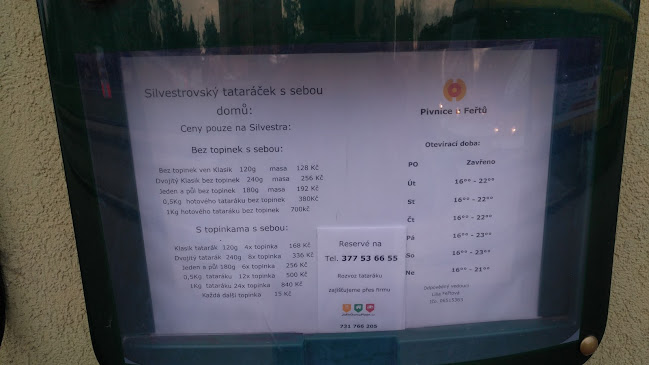 Silvestrovský tataráček s sebou
domů:
Ceny pouze na Silvestra:
Bez topinek s sebou:
Bez topinek ven Klasik 120g masa 128 Kč
Dvojitý Klasik bez topinek 240g masa 256 Kč
Jeden a půl bez topinek 180g masa 192 Kč
0,5Kg hotového tataráku bez topinek 380Kč
1Kg hotového tataráku bez topinek 700kč
S topinkama s sebou:
Klasik tatarák 120g 4x topinka 168 Kč
Dvojatý tatarák 240g 8x topinka 336 Kč
Jeden a půl 180g 6x topinka 256 Kč
0,5Kg tataráku 12x topinka 500 Kč
1Kg tataráku 24x topinka 840 Kč
Každá další topinka 15 Kč
Reservé na
Tel. 377 53 66 55
Rozvoz tataráku
zajišťujeme přes firmu
731 798 205
Pivnice u Feřtů
Otevírací doba:
PO Zavřeno
Út 16°° - 22°°
St 16°° - 22°°
Čt 16°° - 22°°
Pá 16°° - 23°°
So 16°° - 23°°
Ne 16°° - 21°°